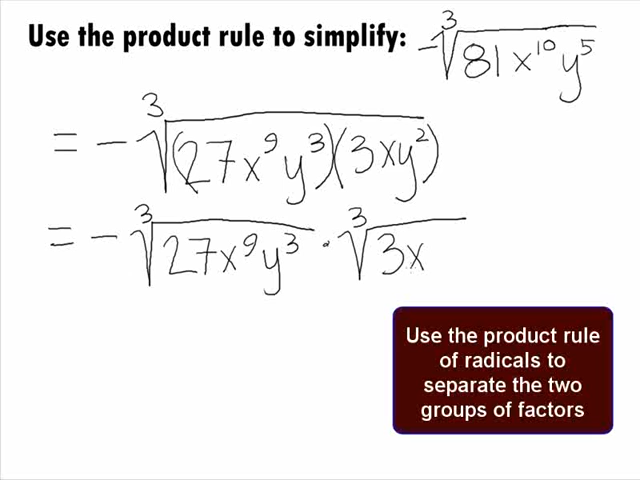 Use the product rule to simplify: -∛81x¹⁰y⁵
= -∛(27x⁹y³)(3xy²)
= -∛27x⁹y³ · ∛3x
Use the product rule
of radicals to
separate the two
groups of factors